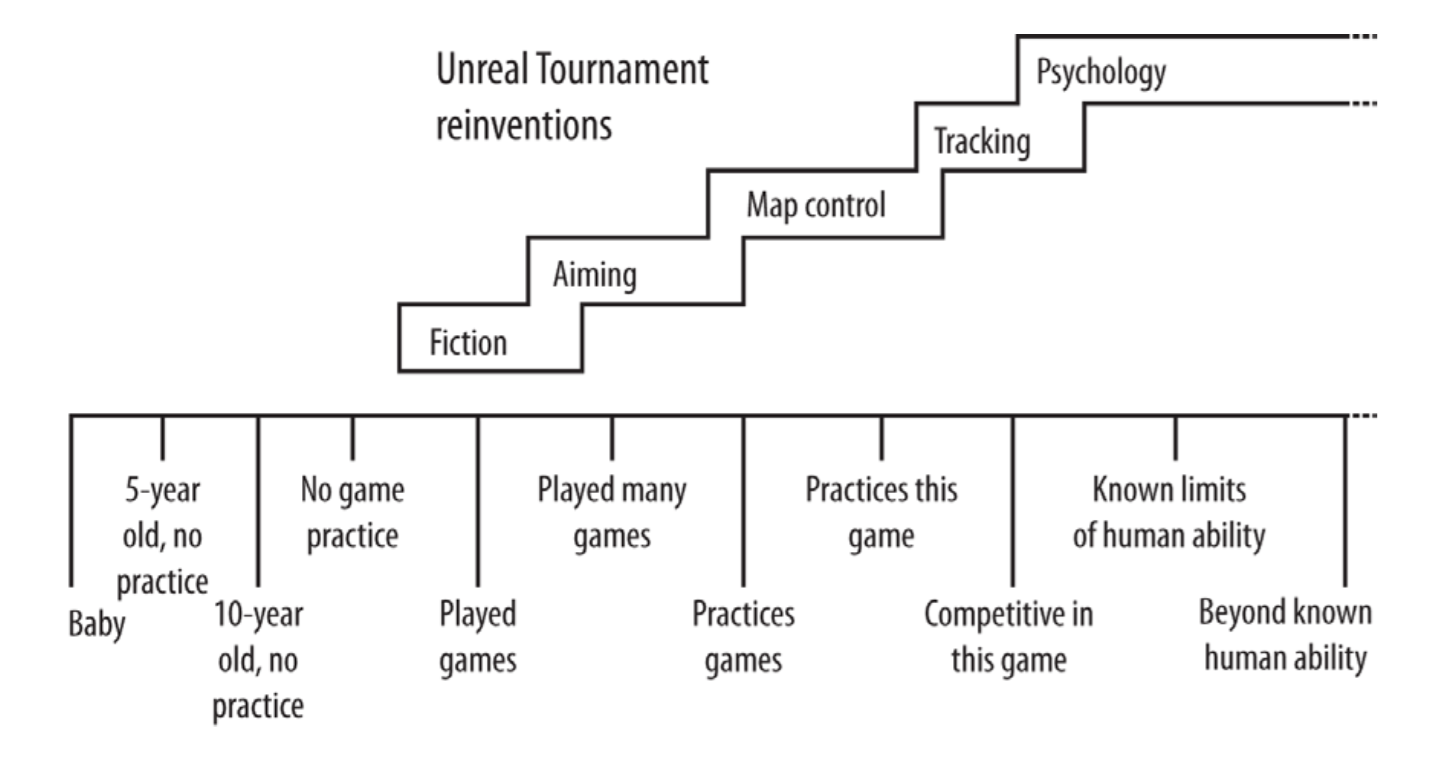 Unreal Tournament
reinventions
Psychology
Tracking
Map control
Aiming
Fiction
Baby
5-year
old, no
practice
10-year
old, no
practice
No game
practice
Played
games
Played many
games
Practices
games
Practices this
game
Competitive in
this game
Known limits
of human ability
Beyond known
human ability